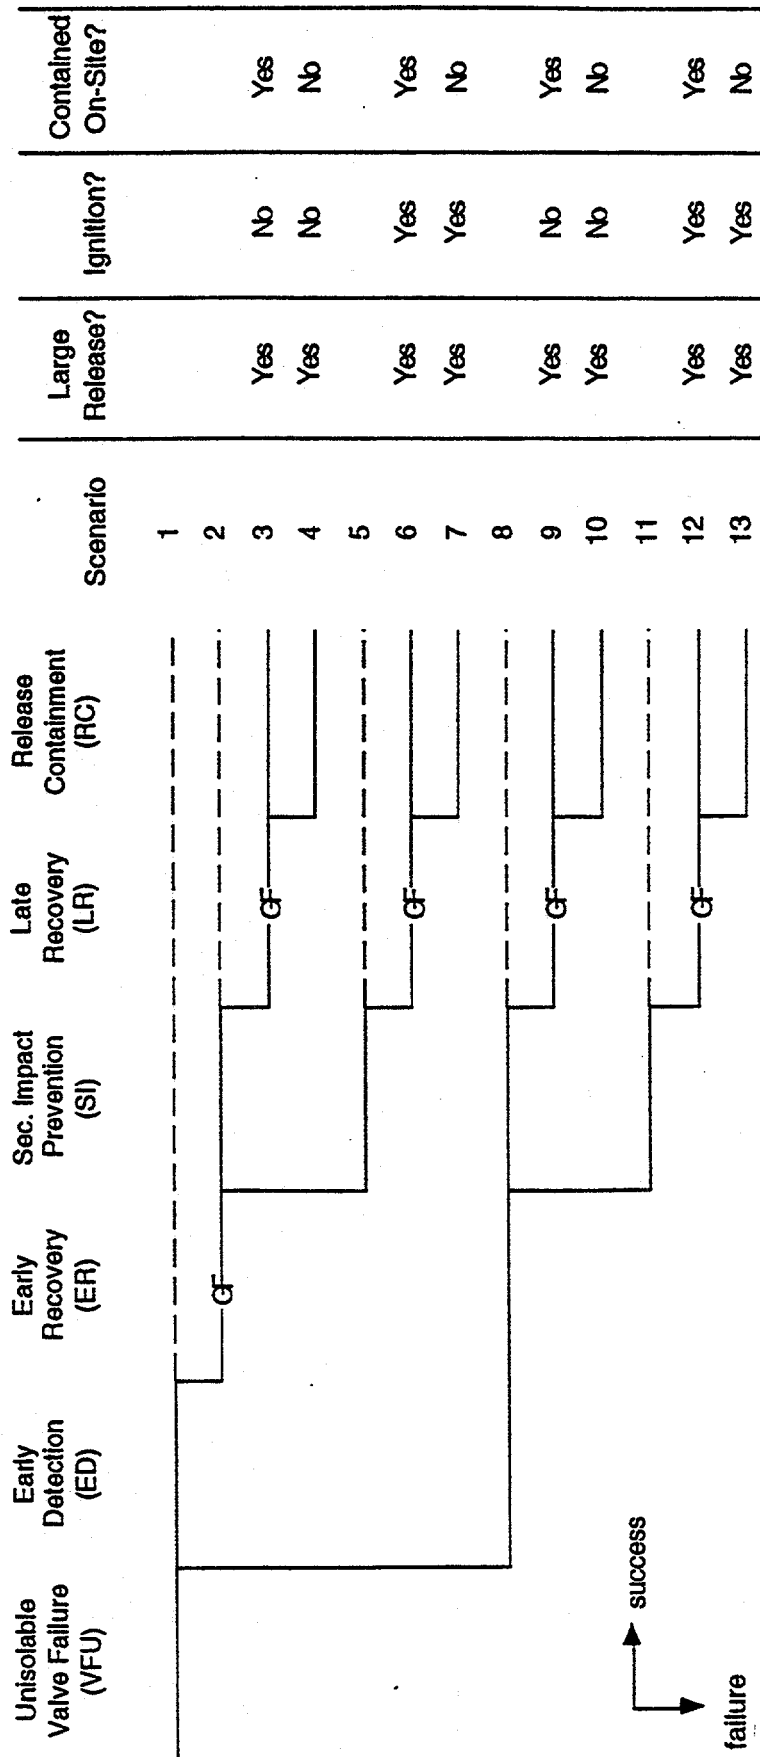 Unisolable
Valve Failure
(VFU)
Early
Detection
(ED)
Early
Recovery
(ER)
Sec. Impact
Prevention
(SI)
Late
Recovery
(LR)
Release
Containment
(RC)
Scenario
Large
Release?
Ignition?
Contained
On-Site?
1
2
3 Yes No Yes
4 Yes No No
5
6 Yes Yes Yes
7 Yes Yes No
8
9 Yes No Yes
10 Yes No No
11
12 Yes Yes Yes
13 Yes Yes No
GF
GF
GF
GF
GF
success
failure